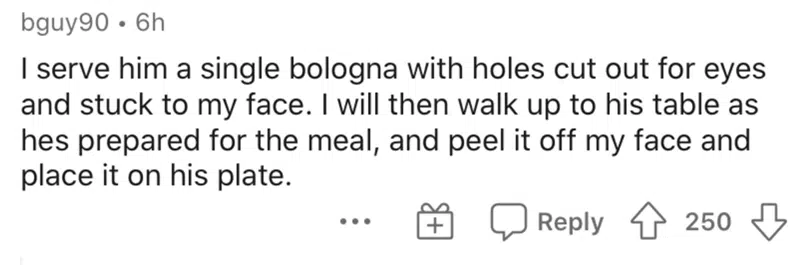 bguy90 • 6h
I serve him a single bologna with holes cut out for eyes
and stuck to my face. I will then walk up to his table as
hes prepared for the meal, and peel it off my face and
place it on his plate.
... Reply 250